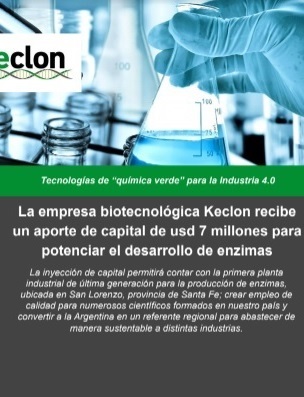 eclon
100
Tecnologías de “química verde” para la Industria 4.0
La empresa biotecnológica Keclon recibe
un aporte de capital de usd 7 millones para
potenciar el desarrollo de enzimas
La inyección de capital permitirá contar con la primera planta
industrial de última generación para la producción de enzimas,
ubicada en San Lorenzo, provincia de Santa Fe; crear empleo de
calidad para numerosos científicos formados en nuestro país y
convertir a la Argentina en un referente regional para abastecer de
manera sustentable a distintas industrias.